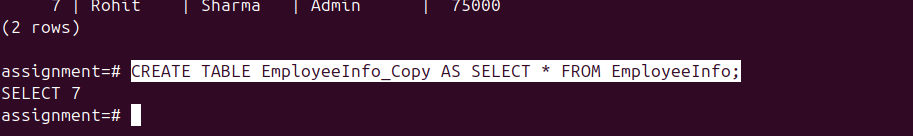 7 | Rohit | Sharma | Admin | 75000
(2 rows)
assignment=# CREATE TABLE EmployeeInfo_Copy AS SELECT * FROM EmployeeInfo;
SELECT 7
assignment=#